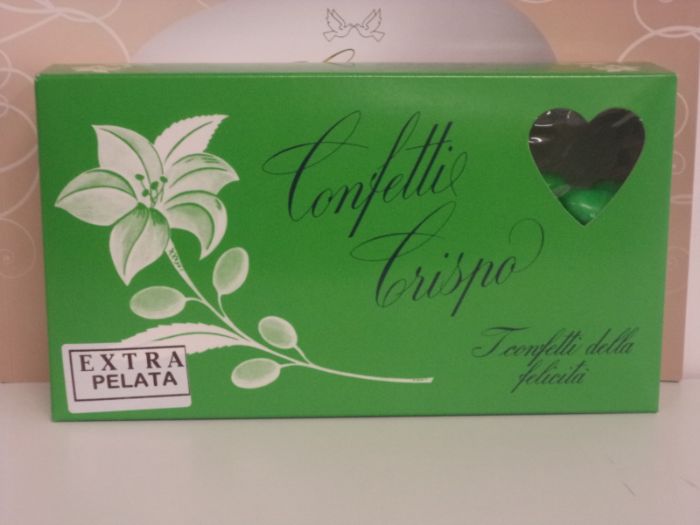 Confetti
Crispo
I confetti della
felicità
EXTRA
PELATA